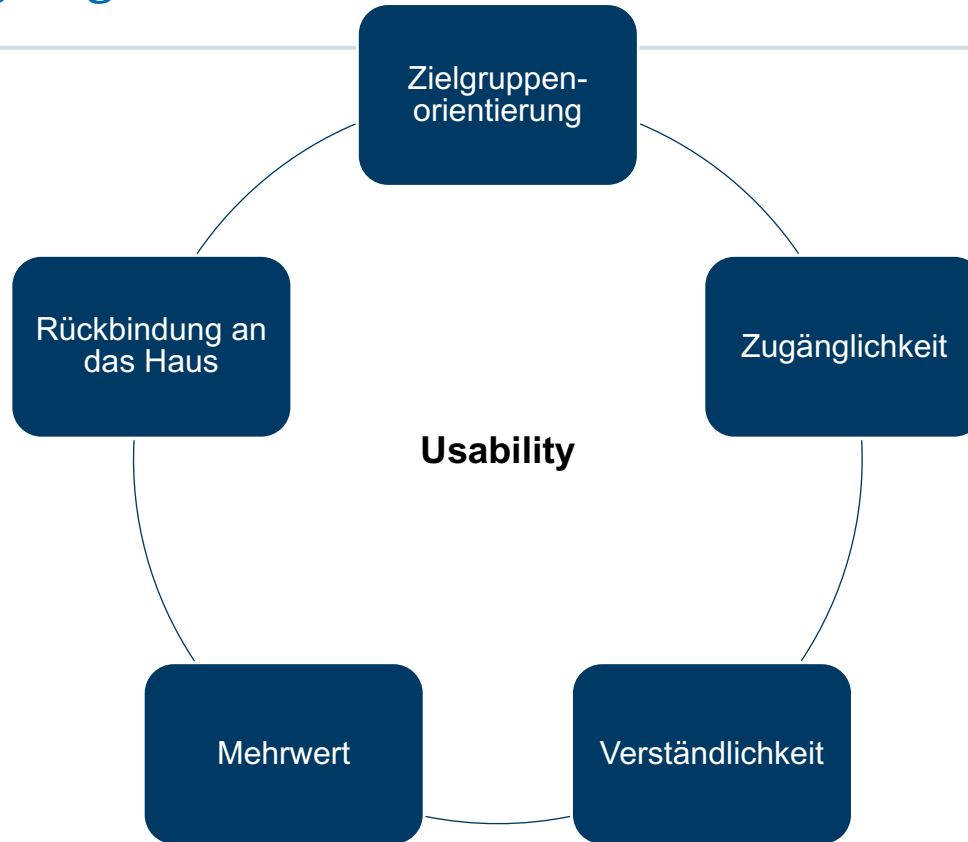 Zielgruppen-
orientierung
Rückbindung an
das Haus
Zugänglichkeit
Usability
Mehrwert
Verständlichkeit